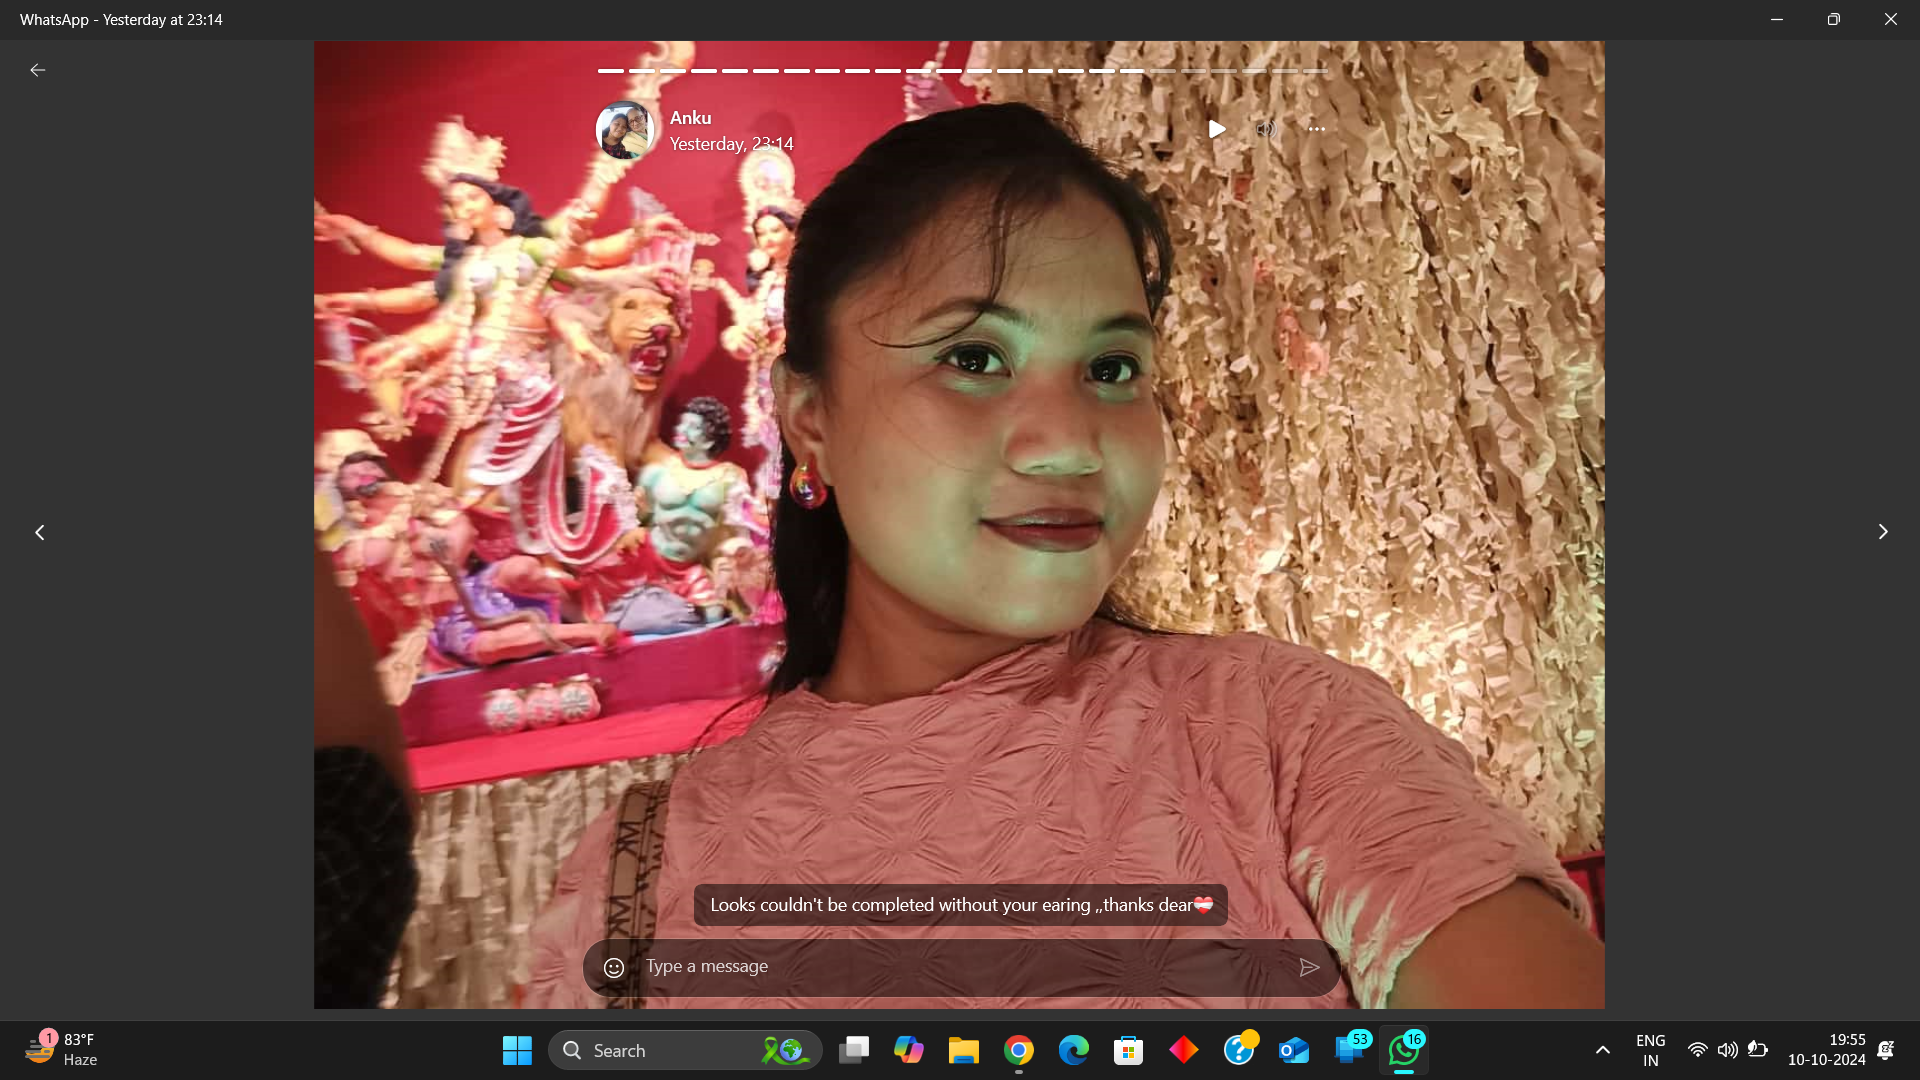 WhatsApp - Yesterday at 23:14
Anku
Yesterday, 23:14
Looks couldn't be completed without your earing ,,thanks dear❤️‍🩹
Type a message
1
83°F
Haze
Search
53
16
ENG
IN
19:55
10-10-2024